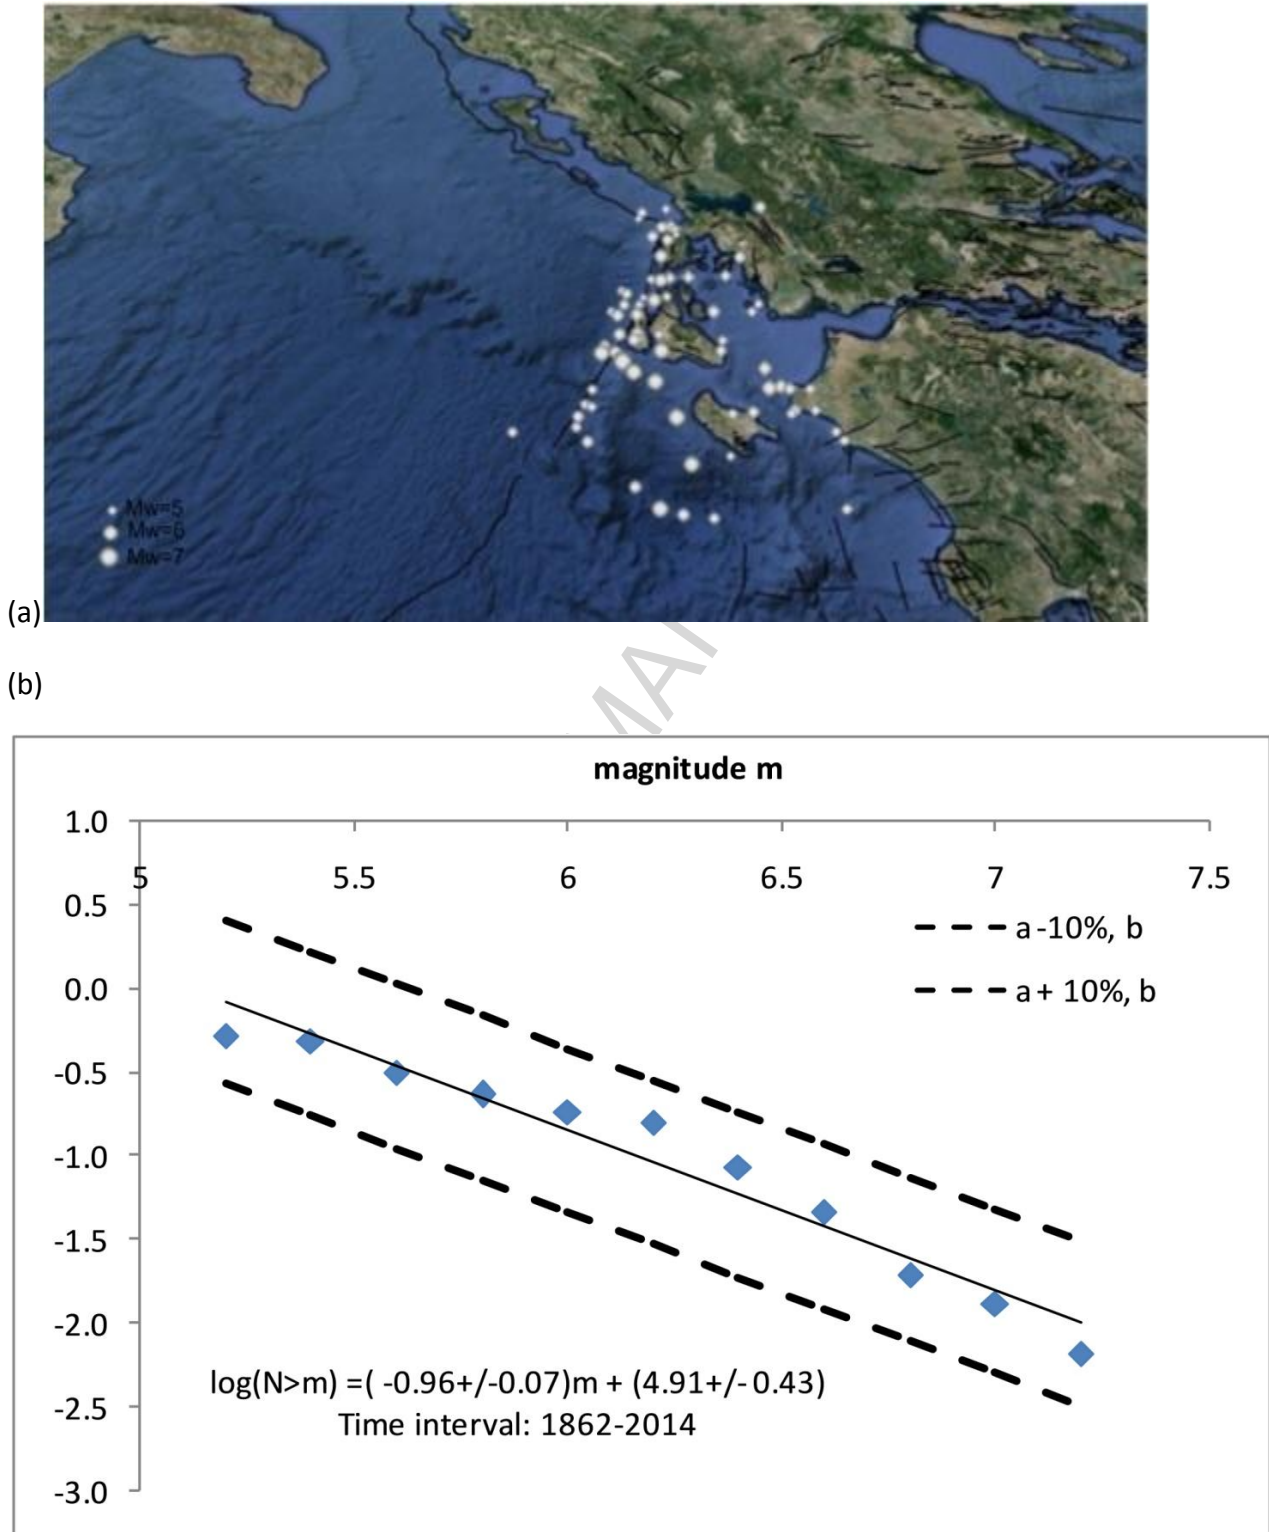 Mw=5
Mw=6
Mw=7
(a)
MAN
(b)
magnitude m
1.0
5 5.5 6 6.5 7 7.5
0.5
a-10%, b
0.0
a+ 10%, b
-0.5
-1.0
-1.5
-2.0
log(N>m) =( -0.96+/-0.07)m + (4.91+/-0.43)
-2.5
Time interval: 1862-2014
-3.0